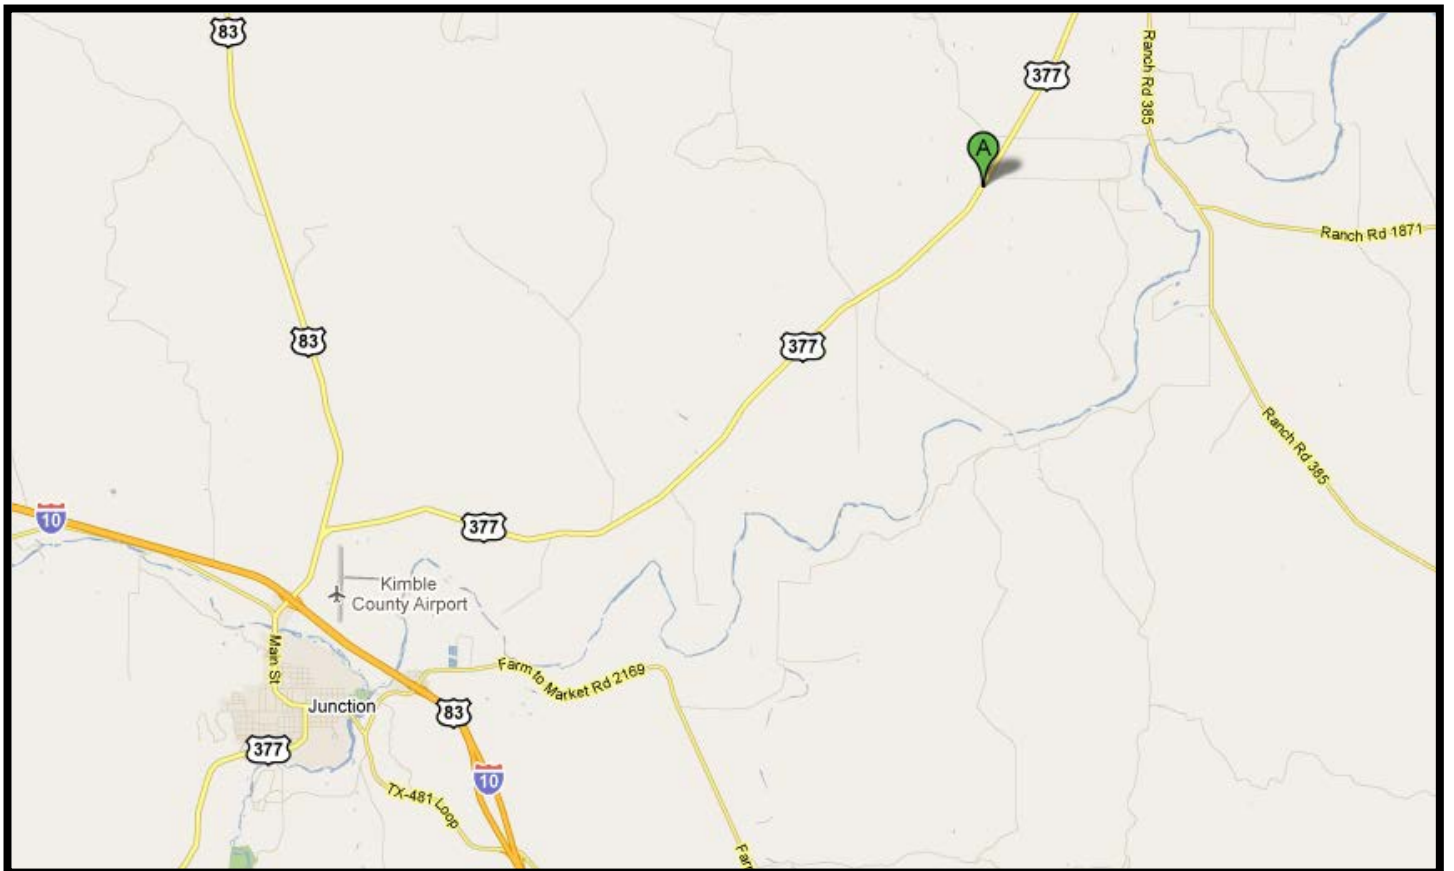 83
377
Ranch Rd 385
A
Ranch Rd 1871
83
377
Ranch Rd 385
10
377
Kimble
County Airport
Main St
Farm to Market Rd 2169
Junction
83
377
10
TX-481 Loop
Farm